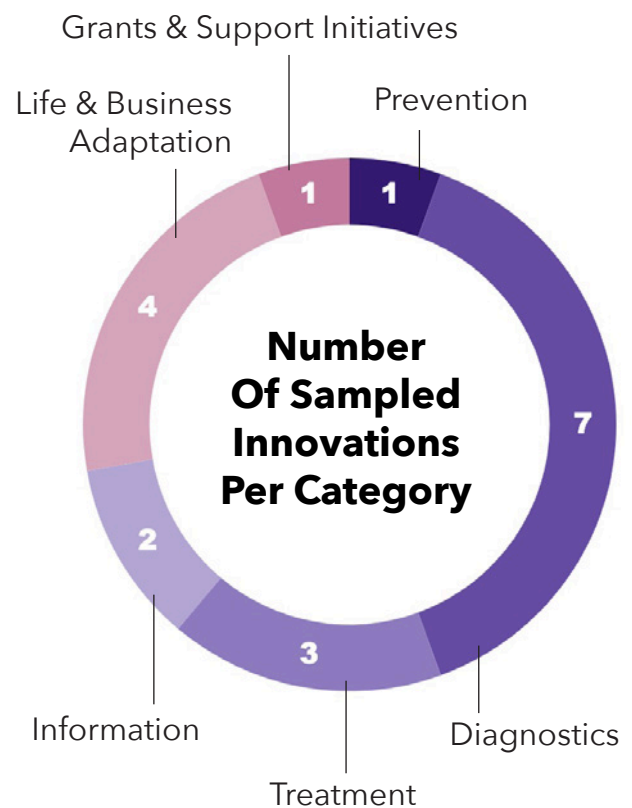 Grants & Support Initiatives
Life & Business
Adaptation
Prevention
1
1
4
7
Number
Of Sampled
Innovations
Per Category
2
3
Information
Diagnostics
Treatment